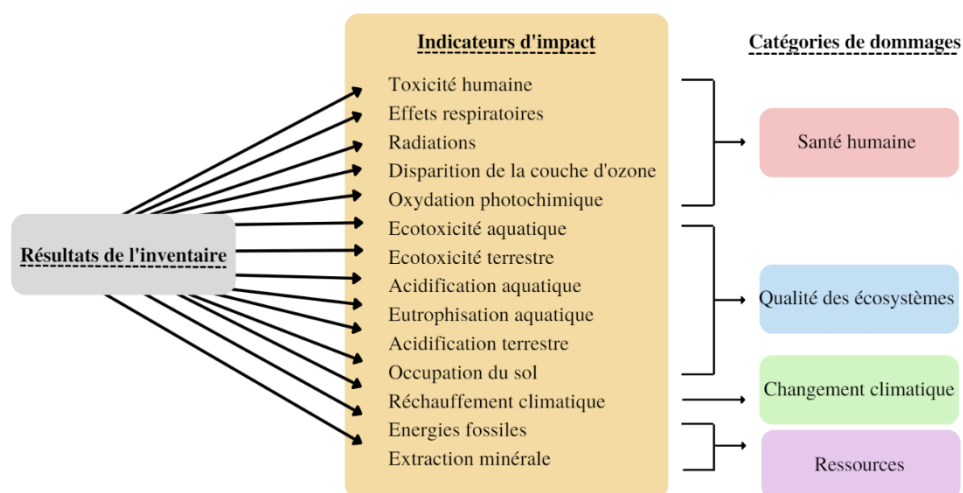 Indicateurs d'impact
Catégories de dommages
Résultats de l'inventaire
Toxicité humaine
Effets respiratoires
Radiations
Disparition de la couche d'ozone
Oxydation photochimique
Ecotoxicité aquatique
Ecotoxicité terrestre
Acidification aquatique
Eutrophisation aquatique
Acidification terrestre
Occupation du sol
Réchauffement climatique
Energies fossiles
Extraction minérale
Santé humaine
Qualité des écosystèmes
Changement climatique
Ressources